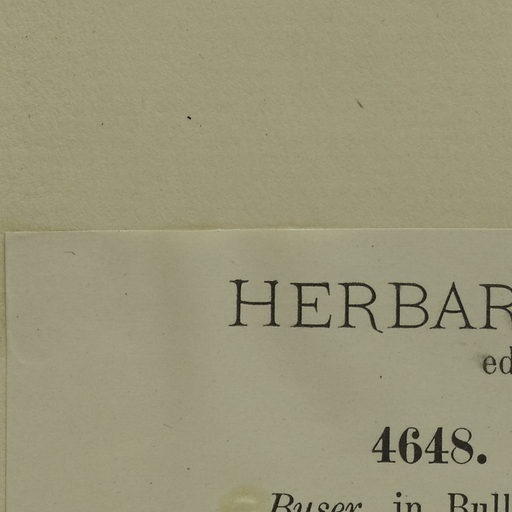 HERBAR
ed
4648.
Buser, in Bull